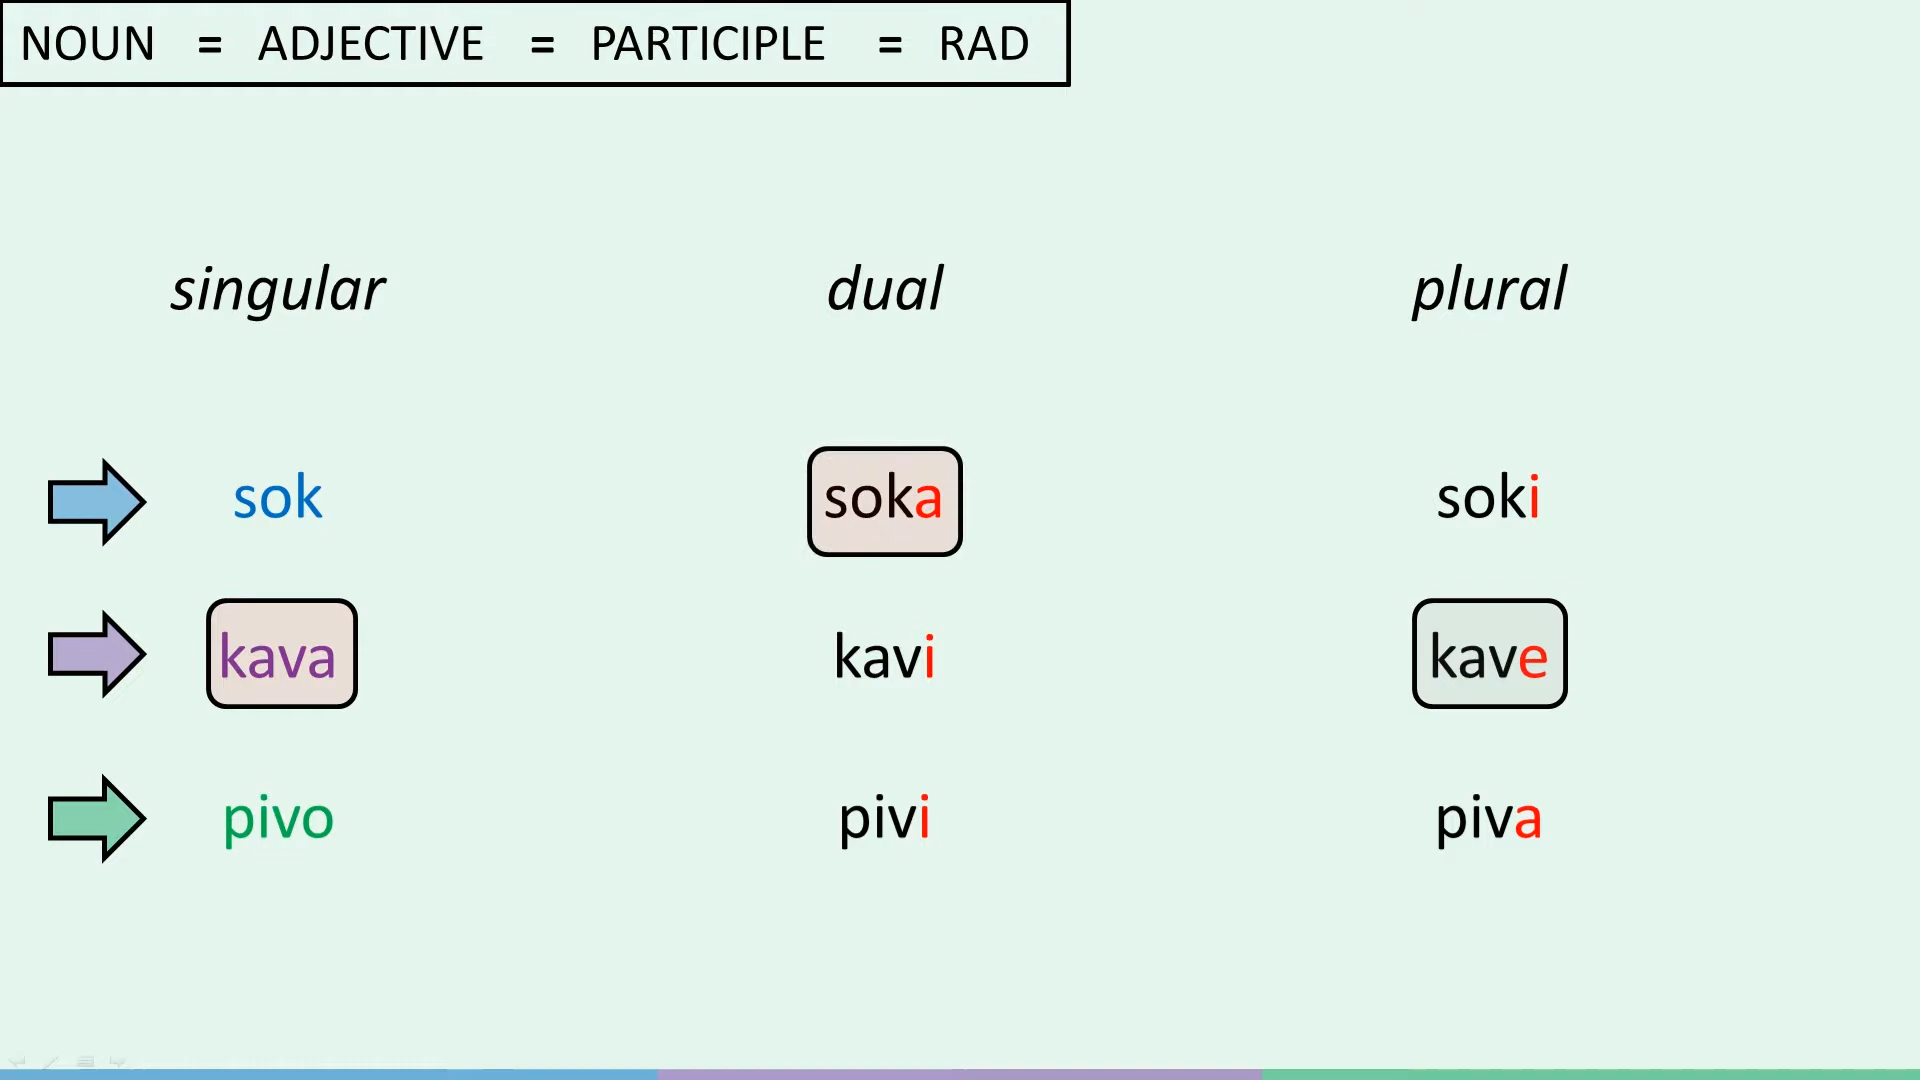 NOUN = ADJECTIVE = PARTICIPLE = RAD
singular dual plural
sok soka soki
kava kavi kave
pivo pivi piva